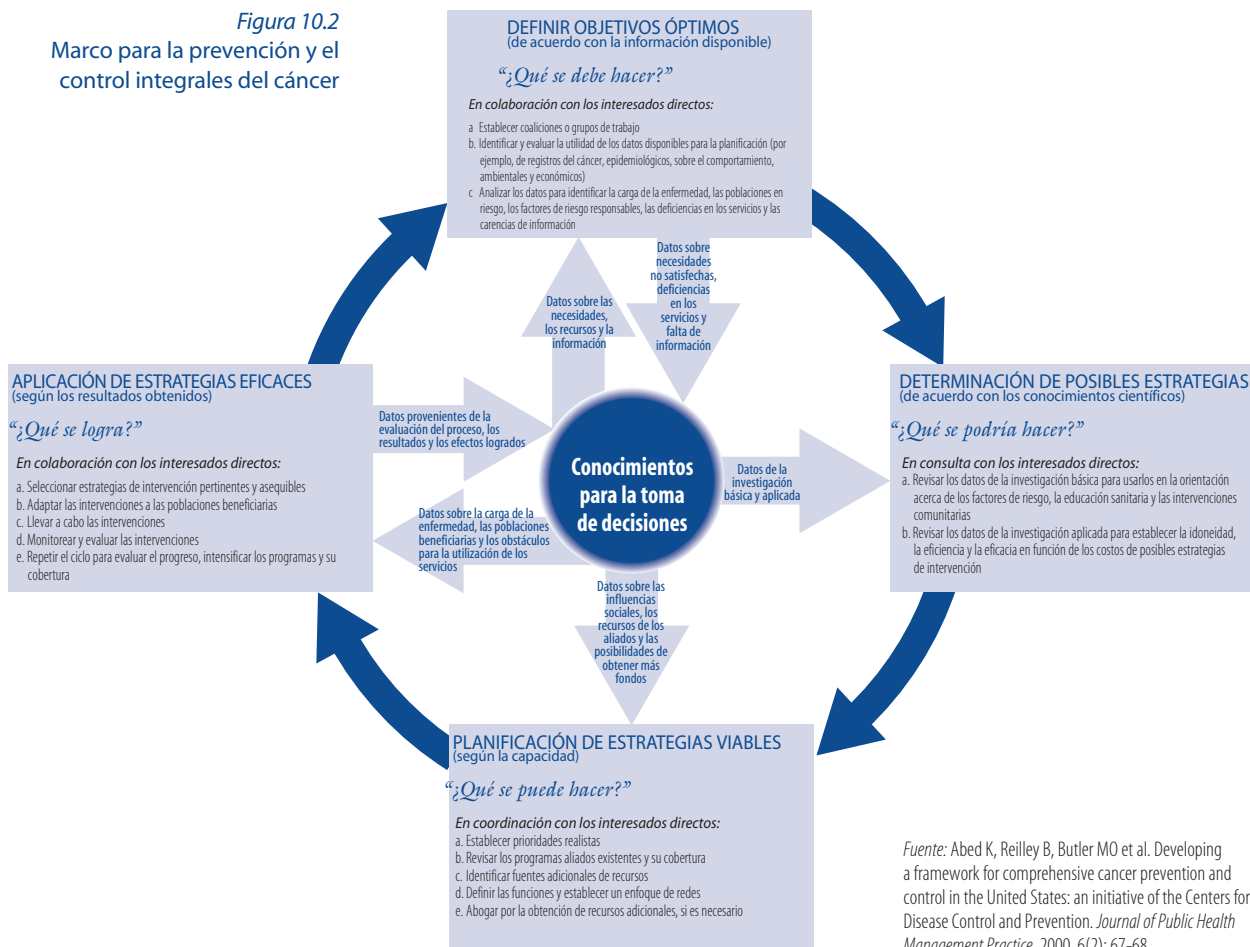 Figura 10.2
Marco para la prevención y el
control integrales del cáncer
DEFINIR OBJETIVOS ÓPTIMOS
(de acuerdo con la información disponible)
“¿Qué se debe hacer?”
En colaboración con los interesados directos:
a Establecer coaliciones o grupos de trabajo
b. Identificar y evaluar la utilidad de los datos disponibles para la planificación (por
ejemplo, de registros del cáncer, epidemiológicos, sobre el comportamiento,
ambientales y económicos)
c Analizar los datos para identificar la carga de la enfermedad, las poblaciones en
riesgo, los factores de riesgo responsables, las deficiencias en los servicios y las
carencias de información
Datos sobre las
necesidades,
los recursos y la
información
Datos sobre
necesidades
no satisfechas,
deficiencias
en los
servicios y
falta de
información
APLICACIÓN DE ESTRATEGIAS EFICACES
(según los resultados obtenidos)
“¿Qué se logra?”
En colaboración con los interesados directos:
a. Seleccionar estrategias de intervención pertinentes y asequibles
b. Adaptar las intervenciones a las poblaciones beneficiarias
c. Llevar a cabo las intervenciones
d. Monitorear y evaluar las intervenciones
e. Repetir el ciclo para evaluar el progreso, intensificar los programas y su
cobertura
Datos provenientes de la
evaluación del proceso, los
resultados y los efectos logrados
Datos sobre la carga de la
enfermedad, las poblaciones
beneficiarias y los obstáculos
para la utilización de los
servicios
Conocimientos
para la toma
de decisiones
Datos de la
investigación
básica y aplicada
DETERMINACIÓN DE POSIBLES ESTRATEGIAS
(de acuerdo con los conocimientos científicos)
“¿Qué se podría hacer?”
En consulta con los interesados directos:
a. Revisar los datos de la investigación básica para usarlos en la orientación
acerca de los factores de riesgo, la educación sanitaria y las intervenciones
comunitarias
b. Revisar los datos de la investigación aplicada para establecer la idoneidad,
la eficiencia y la eficacia en función de los costos de posibles estrategias
de intervención
Datos sobre las
influencias
sociales, los
recursos de los
aliados y las
posibilidades de
obtener más
fondos
PLANIFICACIÓN DE ESTRATEGIAS VIABLES
(según la capacidad)
“¿Qué se puede hacer?”
En coordinación con los interesados directos:
a. Establecer prioridades realistas
b. Revisar los programas aliados existentes y su cobertura
c. Identificar fuentes adicionales de recursos
d. Definir las funciones y establecer un enfoque de redes
e. Abogar por la obtención de recursos adicionales, si es necesario
Fuente: Abed K, Reilley B, Butler MO et al. Developing
a framework for comprehensive cancer prevention and
control in the United States: an initiative of the Centers for
Disease Control and Prevention. Journal of Public Health
Management Practice, 2000, 6(2): 67-68